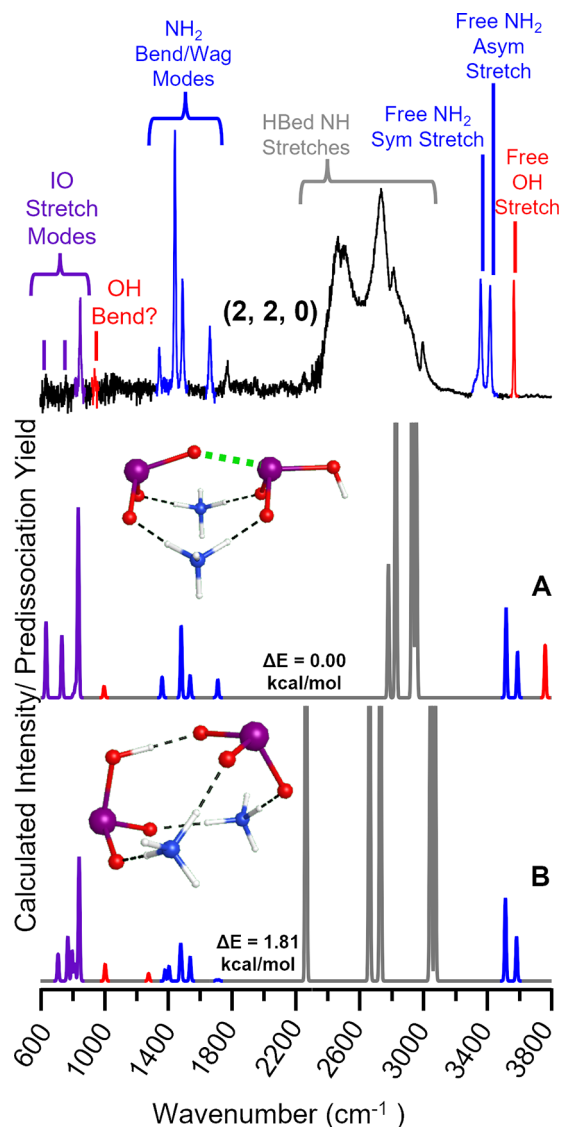 NH2
Bend/Wag
Modes
Free NH2
Asym
Stretch
HBed NH
Stretches
Free NH2
Sym Stretch
Free
OH
Stretch
IO
Stretch
Modes
OH
Bend?
(2, 2, 0)
A
ΔE = 0.00
kcal/mol
B
ΔE = 1.81
kcal/mol
Calculated Intensity/ Predissociation Yield
600 1000 1400 1800 2200 2600 3000 3400 3800
Wavenumber (cm-1 )